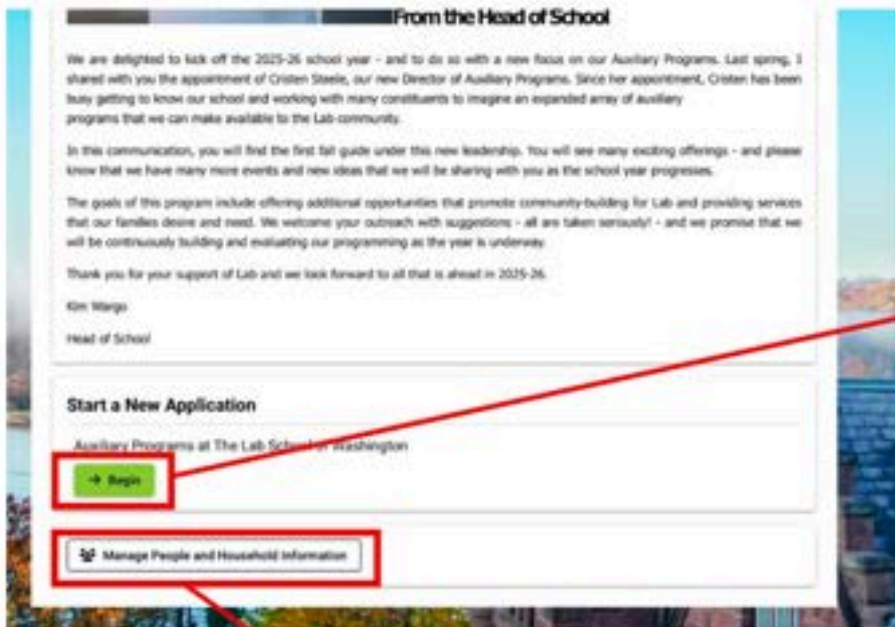 From the Head of School
We are delighted to kick off the 2025-26 school year - and to do so with a new focus on our Auxiliary Programs. Last spring, I
shared with you the appointment of Cristen Steele, our new Director of Auxiliary Programs. Since her appointment, Cristen has been
busy getting to know our school and working with many constituents to imagine an expanded array of auxiliary
programs that we can make available to the Lab community.
In this communication, you will find the first fall guide under this new leadership. You will see many exciting offerings - and please
know that we have many more events and new ideas that we will be sharing with you as the school year progresses.
The goals of this program include offering additional opportunities that promote community-building for Lab and providing services
that our families desire and need. We welcome your outreach with suggestions - all are taken seriously! - and we promise that we
will be continuously building and evaluating our programming as the year is underway.
Thank you for your support of Lab and we look forward to all that is ahead in 2025-26.
Kim Wargo
Head of School
Start a New Application
Auxiliary Programs at The Lab School of Washington
Begin
Manage People and Household Information